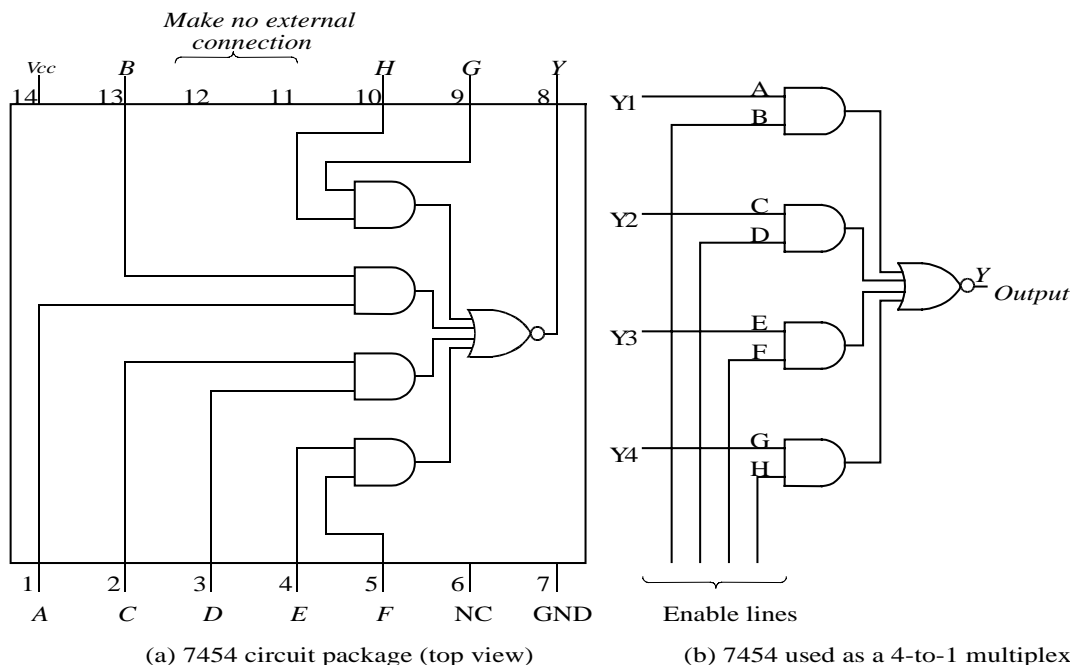 Make no external
connection
Vcc B H G Y
14 13 12 11 10 9 8
1 2 3 4 5 6 7
A C D E F NC GND
(a) 7454 circuit package (top view)
Y1 A
B
Y2 C
D
Y3 E
F
Y4 G
H
Y
Output
Enable lines
(b) 7454 used as a 4-to-1 multiplex